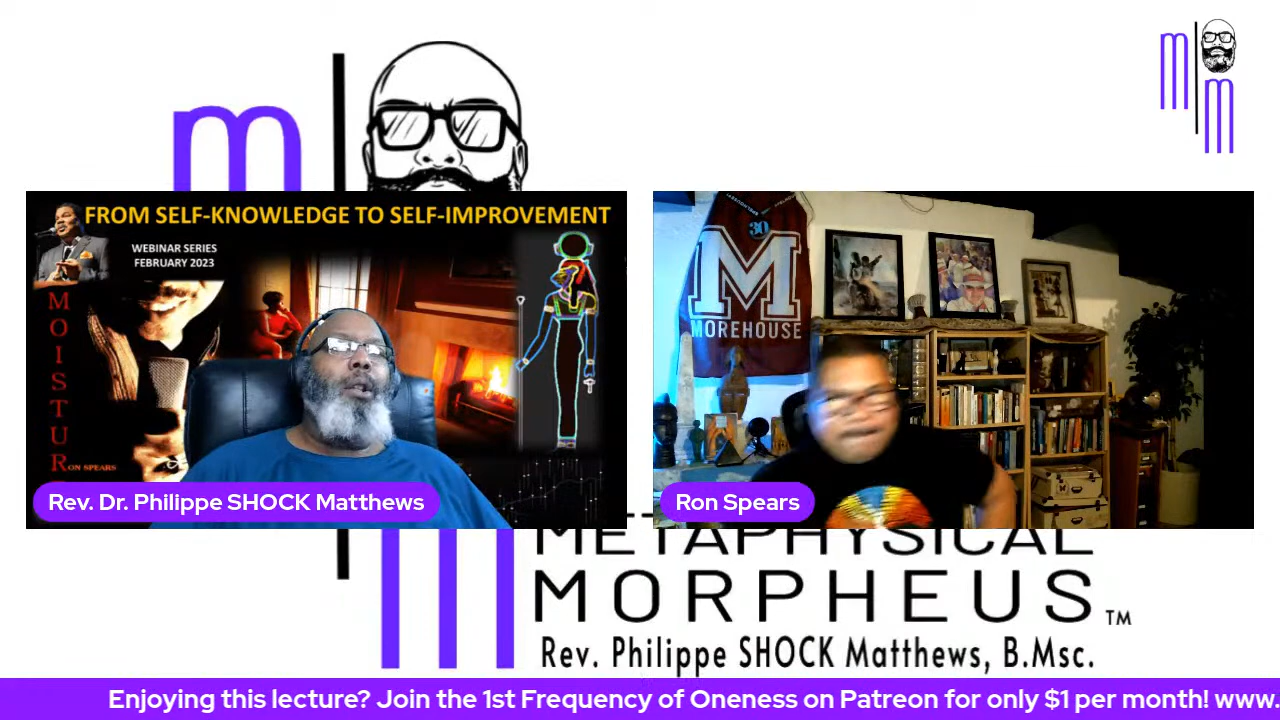 m
m
m
FROM SELF-KNOWLEDGE TO SELF-IMPROVEMENT
WEBINAR SERIES
FEBRUARY 2023
MOISTUR
RON SPEARS
30
M
MOREHOUSE
Rev. Dr. Philippe SHOCK Matthews
Ron Spears
m
METAPHYSICAL
MORPHEUS TM
Rev. Philippe SHOCK Matthews, B.Msc.
Enjoying this lecture? Join the 1st Frequency of Oneness on Patreon for only $1 per month! www.